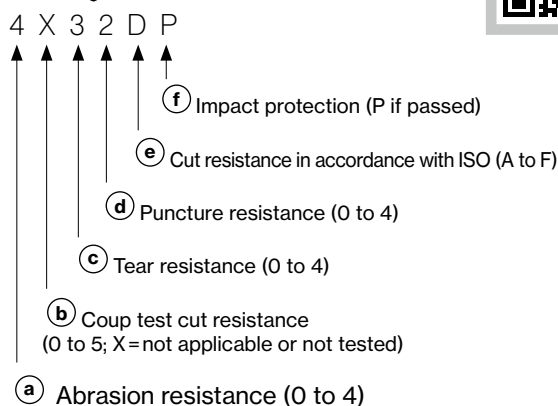 4 X 3 2 D P
f Impact protection (P if passed)
e Cut resistance in accordance with ISO (A to F)
d Puncture resistance (0 to 4)
c Tear resistance (0 to 4)
b Coup test cut resistance
(0 to 5; X = not applicable or not tested)
a Abrasion resistance (0 to 4)